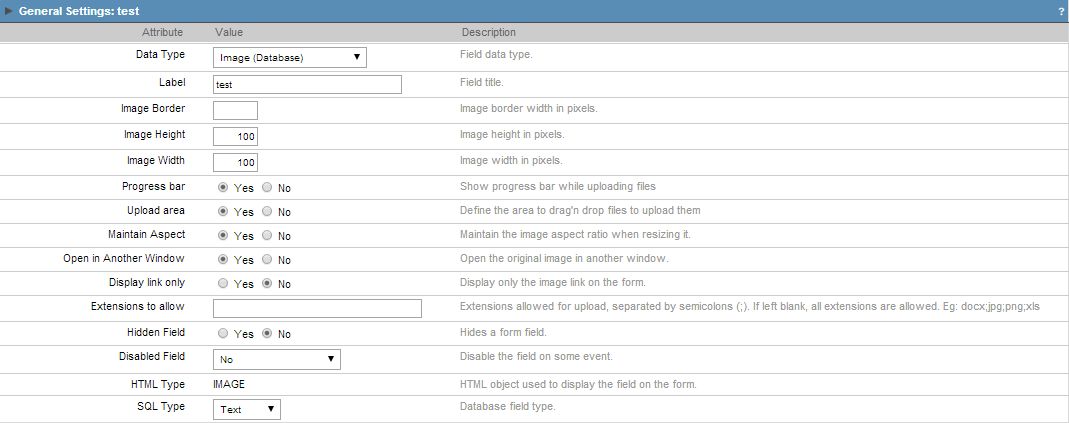 General Settings: test ?
Attribute Value Description
Data Type Image (Database) Field data type.
Label test Field title.
Image Border Image border width in pixels.
Image Height 100 Image height in pixels.
Image Width 100 Image width in pixels.
Progress bar Yes No Show progress bar while uploading files
Upload area Yes No Define the area to drag'n drop files to upload them
Maintain Aspect Yes No Maintain the image aspect ratio when resizing it.
Open in Another Window Yes No Open the original image in another window.
Display link only Yes No Display only the image link on the form.
Extensions to allow Extensions allowed for upload, separated by semicolons (;). If left blank, all extensions are allowed. Eg: docx;jpg;png;xls
Hidden Field Yes No Hides a form field.
Disabled Field No Disable the field on some event.
HTML Type IMAGE HTML object used to display the field on the form.
SQL Type Text Database field type.